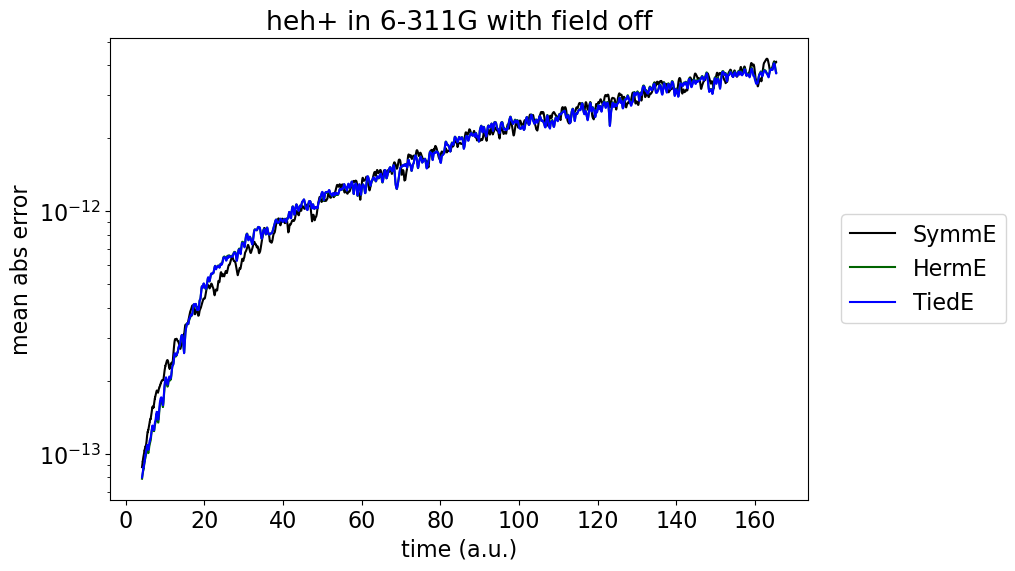 heh+ in 6-311G with field off
mean abs error
10^{-12}
10^{-13}
0 20 40 60 80 100 120 140 160
time (a.u.)
SymmE
HermE
TiedE